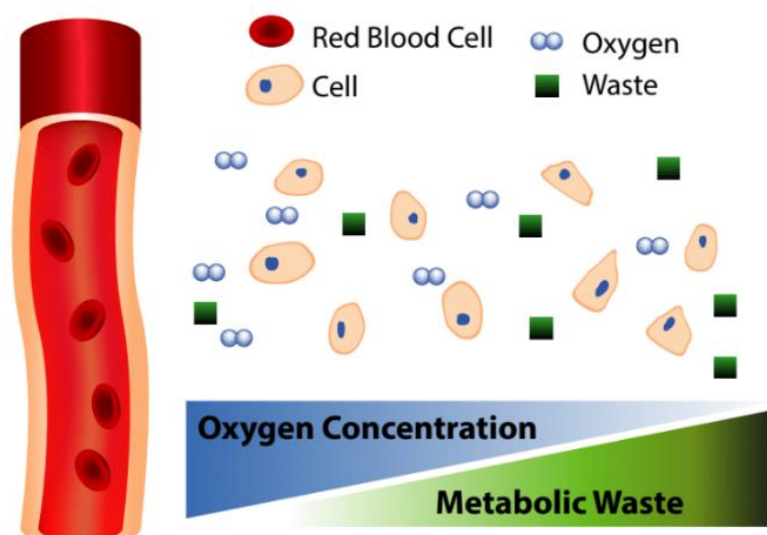 Red Blood Cell
Oxygen
Cell
Waste
Oxygen Concentration
Metabolic Waste